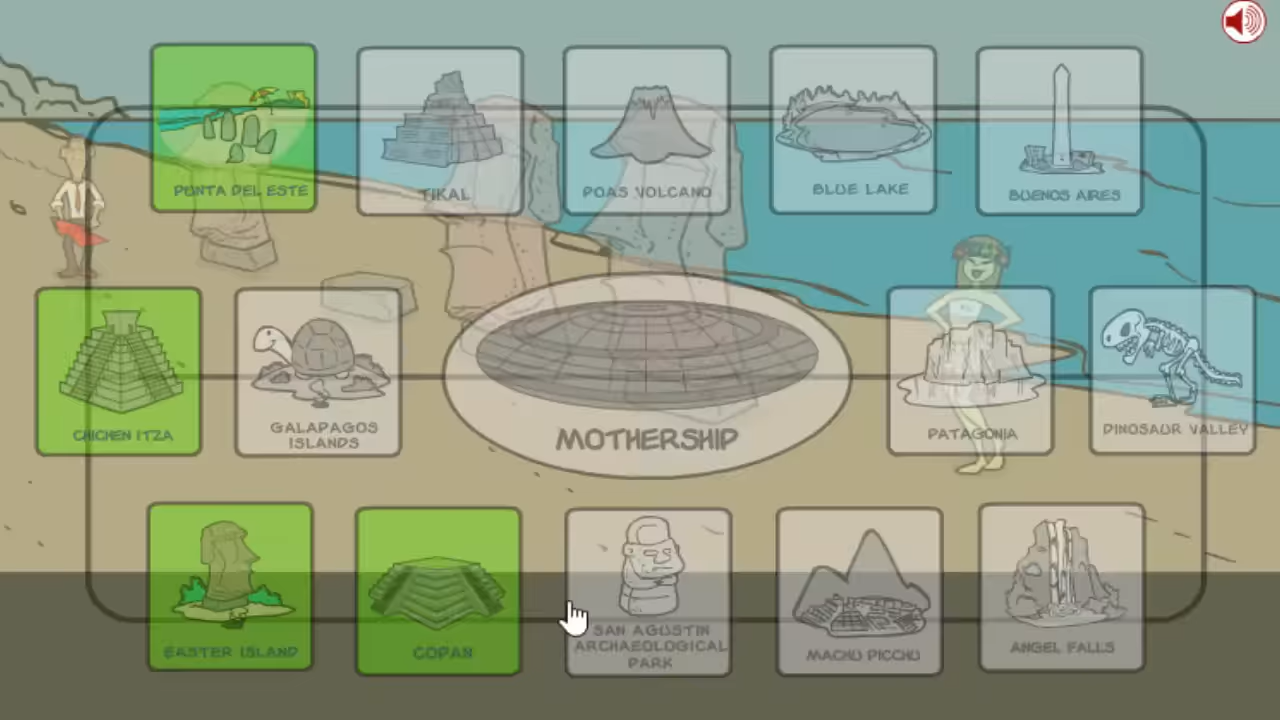 PUNTA DEL ESTE
TIKAL
POAS VOLCANO
BLUE LAKE
BUENOS AIRES
CHICHEN ITZA
GALAPAGOS
ISLANDS
MOTHERSHIP
PATAGONIA
DINOSAUR VALLEY
EASTER ISLAND
COPAN
SAN AGUSTIN
ARCHAEOLOGICAL
PARK
MACHU PICCHU
ANGEL FALLS